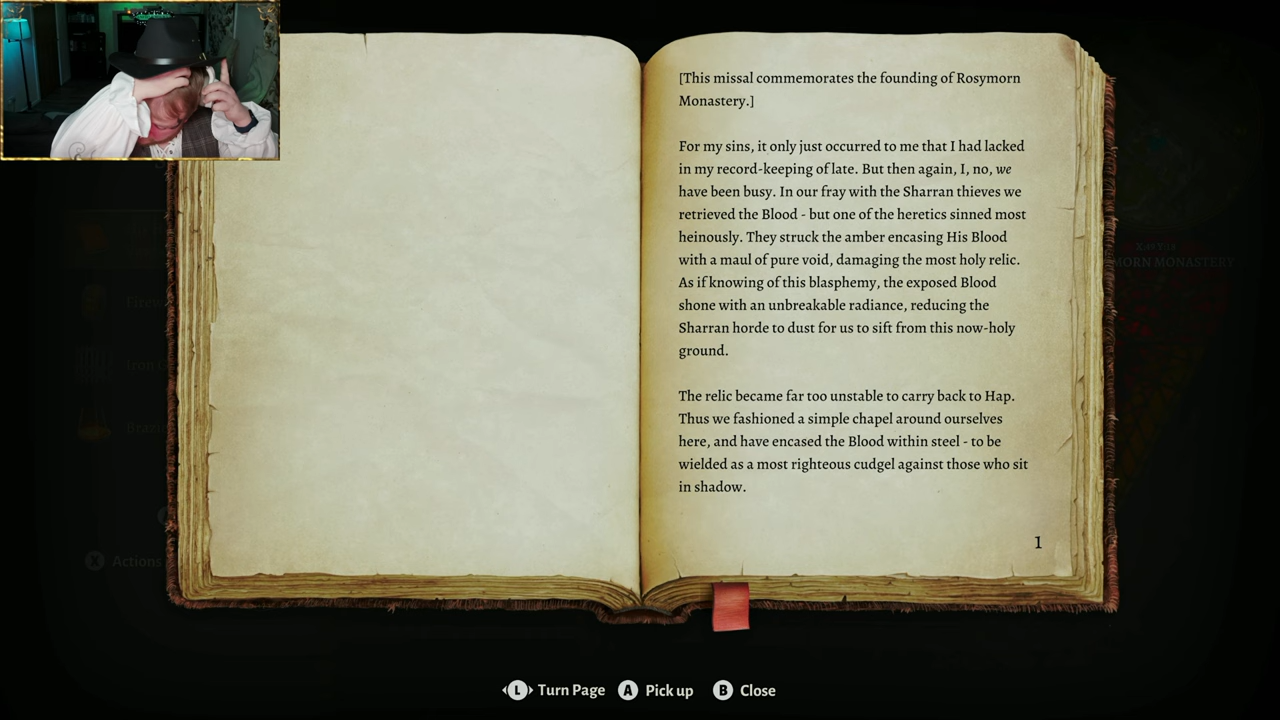 [This missal commemorates the founding of Rosymorn
Monastery.]
For my sins, it only just occurred to me that I had lacked
in my record-keeping of late. But then again, I, no, we
have been busy. In our fray with the Sharran thieves we
retrieved the Blood - but one of the heretics sinned most
heinously. They struck the amber encasing His Blood
with a maul of pure void, damaging the most holy relic.
As if knowing of this blasphemy, the exposed Blood
shone with an unbreakable radiance, reducing the
Sharran horde to dust for us to sift from this now-holy
ground.
The relic became far too unstable to carry back to Hap.
Thus we fashioned a simple chapel around ourselves
here, and have encased the Blood within steel - to be
wielded as a most righteous cudgel against those who sit
in shadow.
1
MORN MONASTERY
X Actions
L Turn Page A Pick up B Close